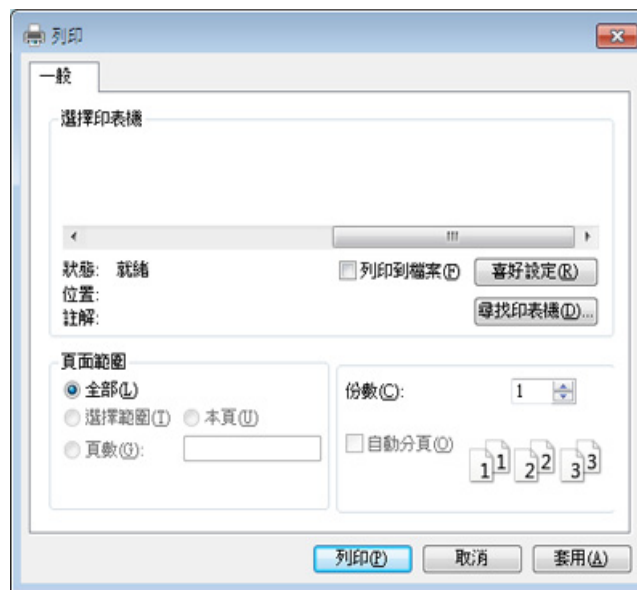 列印
一般
選擇印表機
狀態: 就緒
列印到檔案(F)
喜好設定(R)
位置:
註解:
尋找印表機(D)...
頁面範圍
全部(L)
選擇範圍(T) 本頁(U)
頁數(G):
份數(C): 1
自動分頁(O)
1 1 2 2 3 3
列印(P) 取消 套用(A)